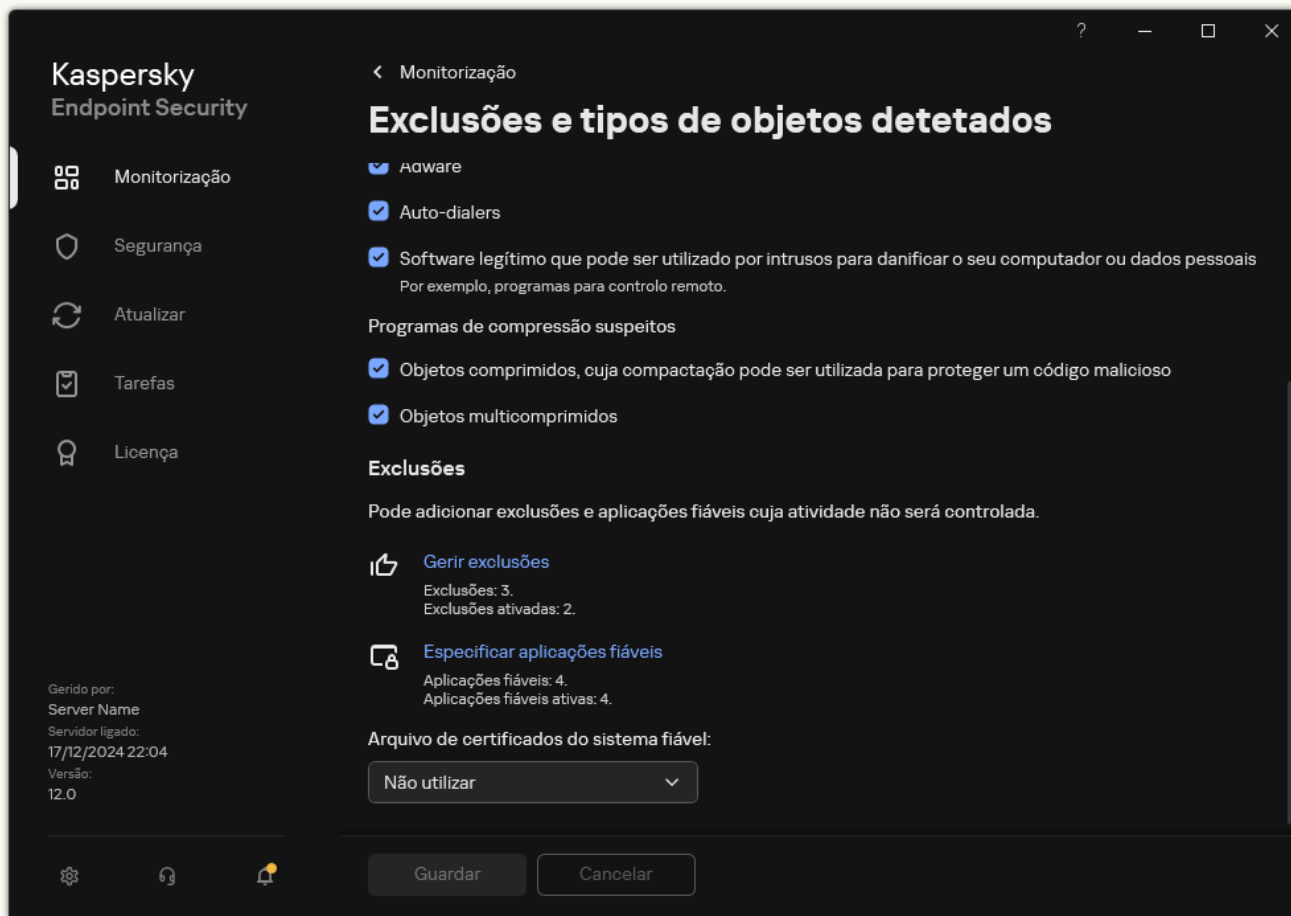 ?
Kaspersky
Endpoint Security
Monitorização
Segurança
Atualizar
Tarefas
Licença
Gerido por:
Server Name
Servidor ligado:
17/12/2024 22:04
Versão:
12.0
Monitorização
Exclusões e tipos de objetos detetados
Adware
Auto-dialers
Software legítimo que pode ser utilizado por intrusos para danificar o seu computador ou dados pessoais
Por exemplo, programas para controlo remoto.
Programas de compressão suspeitos
Objetos comprimidos, cuja compactação pode ser utilizada para proteger um código malicioso
Objetos multicomprimidos
Exclusões
Pode adicionar exclusões e aplicações fiáveis cuja atividade não será controlada.
Gerir exclusões
Exclusões: 3.
Exclusões ativadas: 2.
Especificar aplicações fiáveis
Aplicações fiáveis: 4.
Aplicações fiáveis ativas: 4.
Arquivo de certificados do sistema fiável:
Não utilizar
Guardar
Cancelar